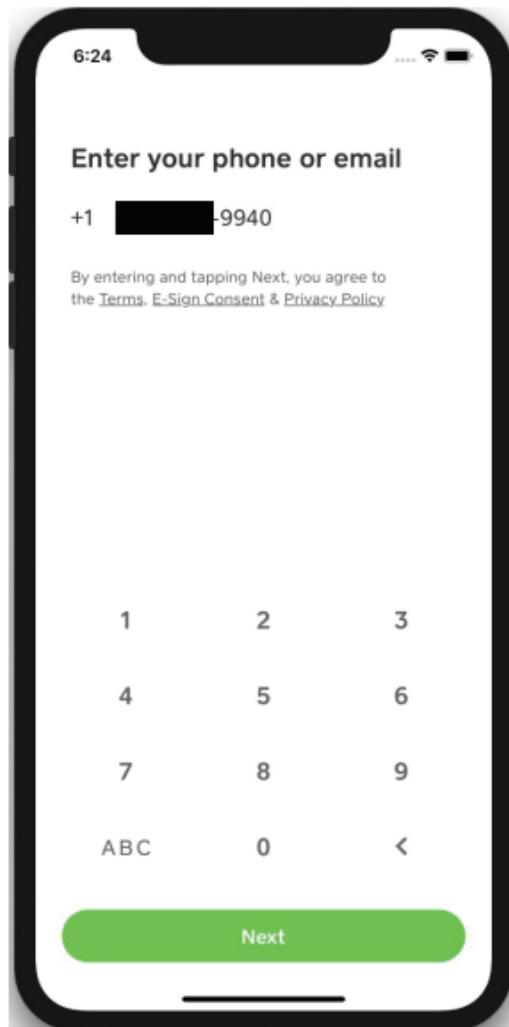 6:24
Enter your phone or email
+1 -9940
By entering and tapping Next, you agree to
the Terms, E-Sign Consent & Privacy Policy
1 2 3
4 5 6
7 8 9
ABC 0 <
Next